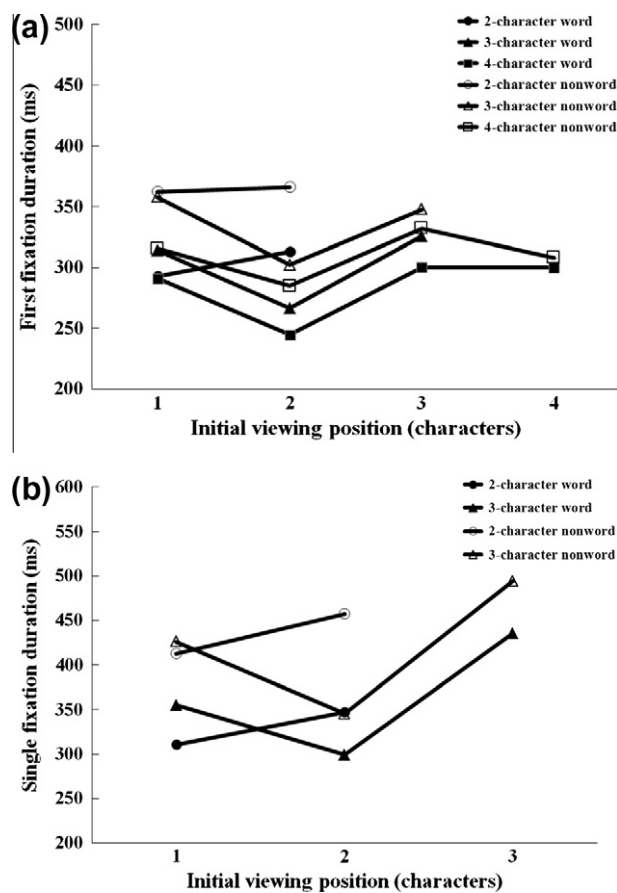 (a)
550
500
450
400
350
300
250
200
First fixation duration (ms)
2-character word
3-character word
4-character word
2-character nonword
3-character nonword
4-character nonword
1 2 3 4
Initial viewing position (characters)
(b)
600
550
500
450
400
350
300
250
200
Single fixation duration (ms)
2-character word
3-character word
2-character nonword
3-character nonword
1 2 3
Initial viewing position (characters)